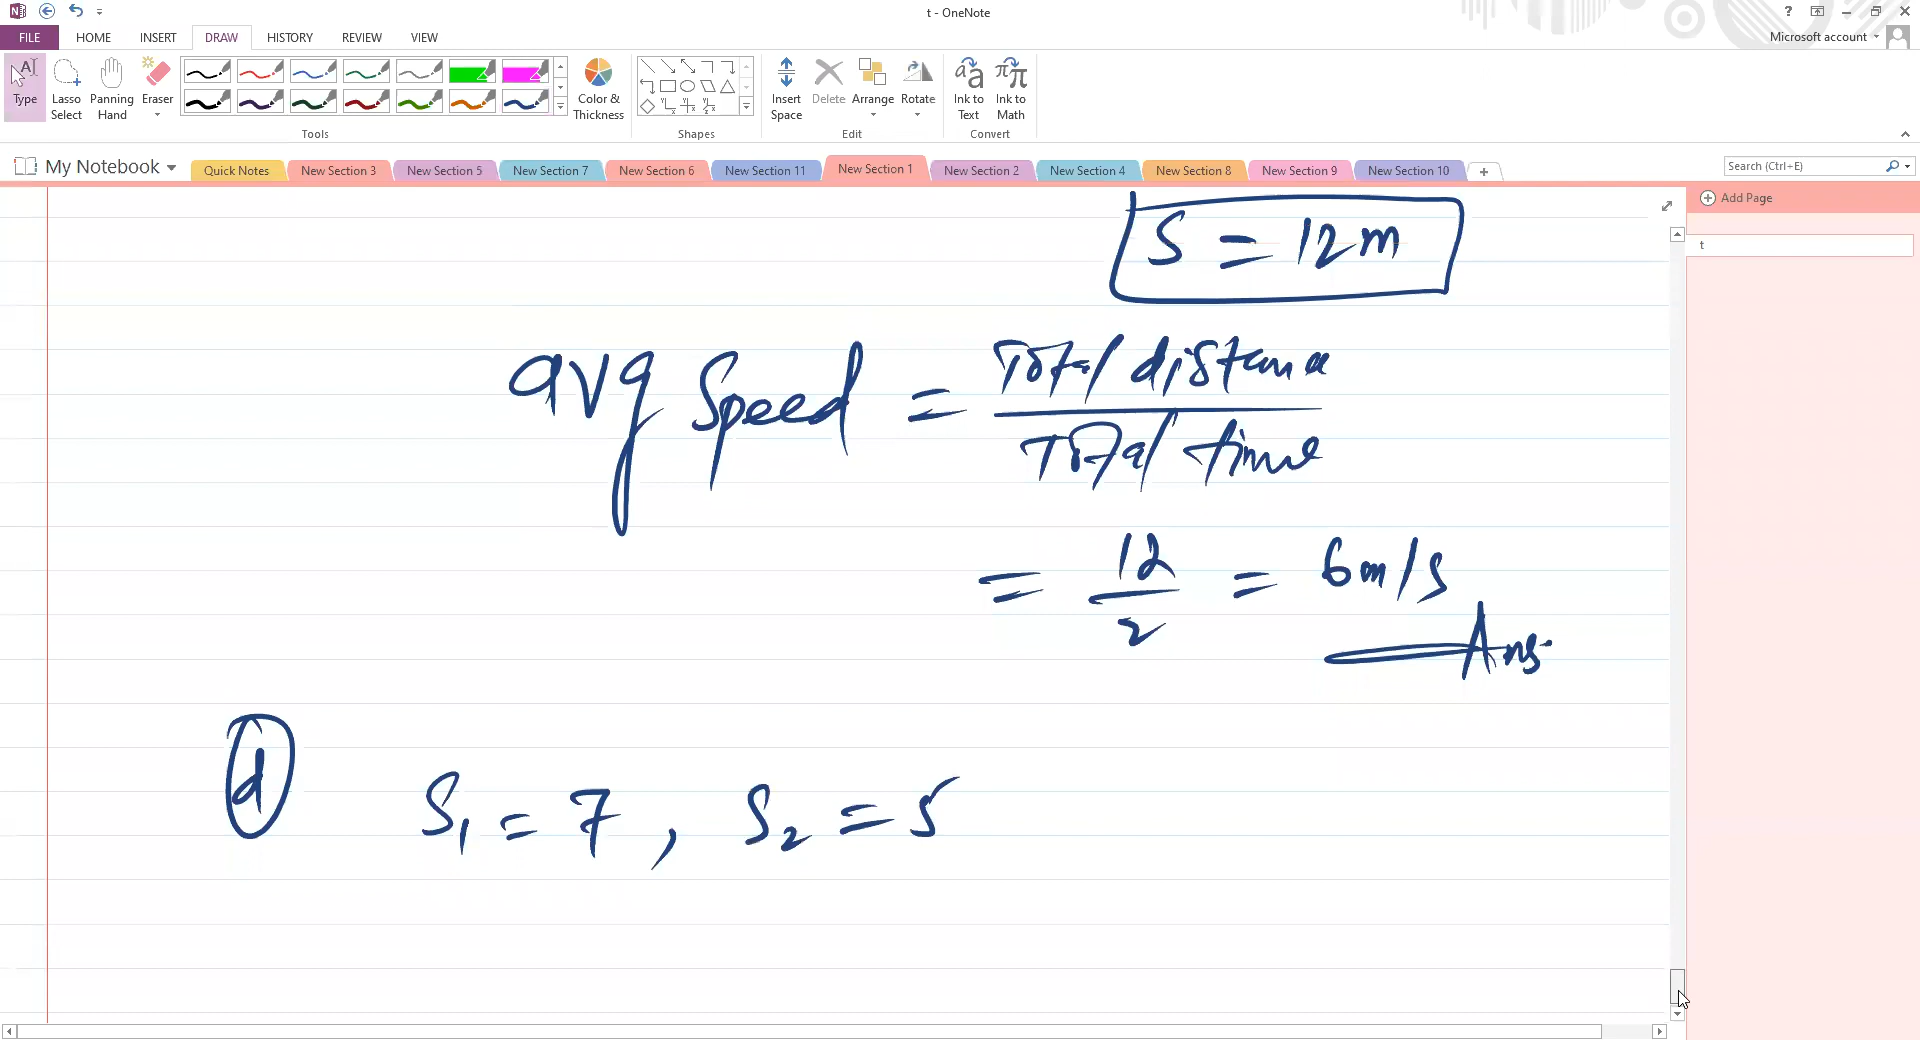 t - OneNote
FILE HOME INSERT DRAW HISTORY REVIEW VIEW
Microsoft account
Type Lasso Select Panning Hand Eraser Color & Thickness Insert Space Delete Arrange Rotate Ink to Text Ink to Math
Tools Shapes Edit Convert
My Notebook Quick Notes New Section 3 New Section 5 New Section 7 New Section 6 New Section 11 New Section 1 New Section 2 New Section 4 New Section 8 New Section 9 New Section 10
Search (Ctrl+E)
Add Page
t
S = 12m
avg Speed = Total distance / Total time
= 12/2 = 6m/s
Ans
d S₁ = 7, S₂ = 5